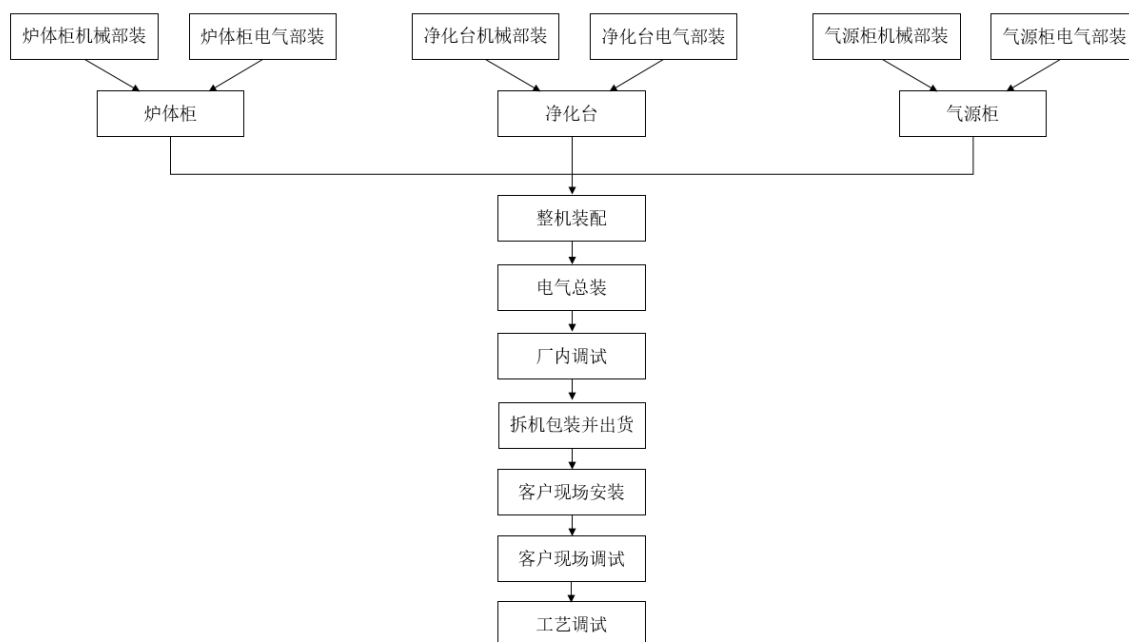 炉体柜机械部装
炉体柜电气部装
净化台机械部装
净化台电气部装
气源柜机械部装
气源柜电气部装
炉体柜
净化台
气源柜
整机装配
电气总装
厂内调试
拆机包装并出货
客户现场安装
客户现场调试
工艺调试